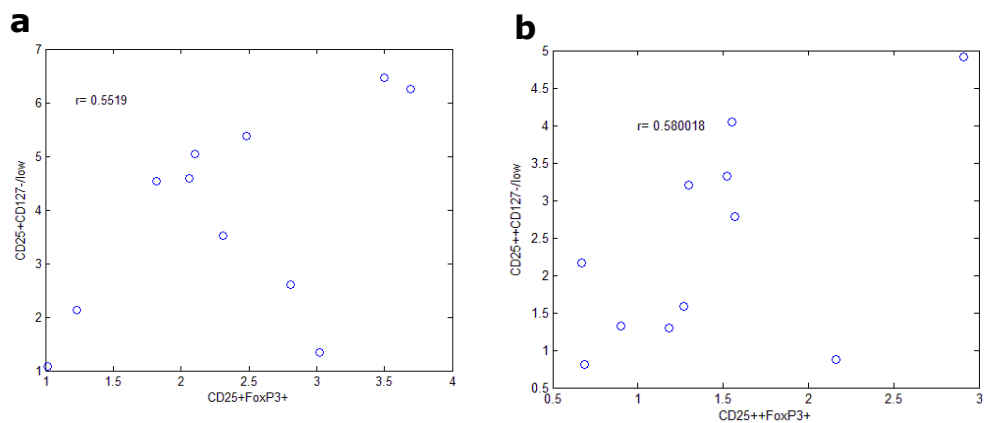 a
7
6
5
4
3
2
1
r= 0.5519
CD25+CD127-/low
1 1.5 2 2.5 3 3.5 4
CD25+FoxP3+
b
5
4.5
4
3.5
3
2.5
2
1.5
1
0.5
r= 0.580018
CD25++CD127-/low
0.5 1 1.5 2 2.5 3
CD25++FoxP3+